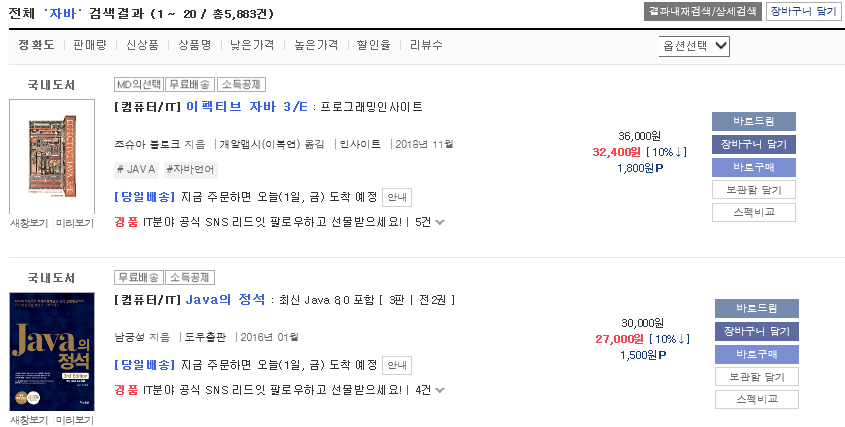 전체 '자바' 검색결과 (1 ~ 20 / 총5,883건)
결과내재검색/상세검색
장바구니 담기
정확도 | 판매량 | 신상품 | 상품명 | 낮은가격 | 높은가격 | 할인율 | 리뷰수
옵션선택
국내도서
MD의선택 무료배송 소득공제
[컴퓨터/IT] 이펙티브 자바 3/E : 프로그래밍인사이트
조슈아 블로크 지음 | 개앞맵시(이복연) 옮김 | 인사이트 | 2018년 11월
# JAVA #자바언어
[당일배송] 지금 주문하면 오늘(1일, 금) 도착 예정 안내
경품 IT분야 공식 SNS 리드잇 팔로우하고 선물받으세요! | 5건
EFFECTIVE JAVA 3/E
새창보기 | 미리보기
36,000원
32,400원 [10%↓]
1,800원P
바로드림
장바구니 담기
바로구매
보관함 담기
스펙비교
국내도서
무료배송 소득공제
[컴퓨터/IT] Java의 정석 : 최신 Java 8.0 포함 [ 3판 | 전2권 ]
남궁성 지음 | 도우출판 | 2016년 01월
[당일배송] 지금 주문하면 오늘(1일, 금) 도착 예정 안내
경품 IT분야 공식 SNS 리드잇 팔로우하고 선물받으세요! | 4건
Java의
정석
3rd Edition
새창보기 | 미리보기
30,000원
27,000원 [10%↓]
1,500원P
바로드림
장바구니 담기
바로구매
보관함 담기
스펙비교